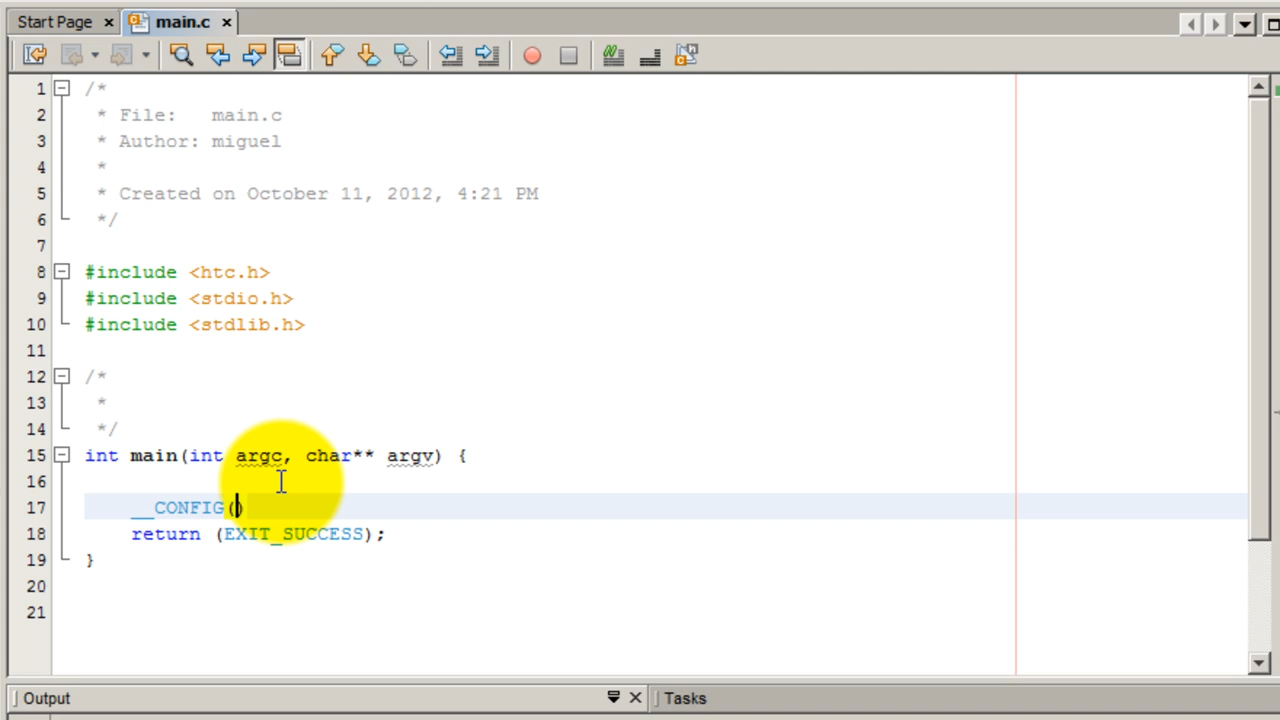 Start Page
main.c
1 /*
2 * File: main.c
3 * Author: miguel
4 *
5 * Created on October 11, 2012, 4:21 PM
6 */
7
8 #include <htc.h>
9 #include <stdio.h>
10 #include <stdlib.h>
11
12 /*
13 *
14 */
15 int main(int argc, char** argv) {
16
17 __CONFIG()
18 return (EXIT_SUCCESS);
19 }
20
21
Output
Tasks